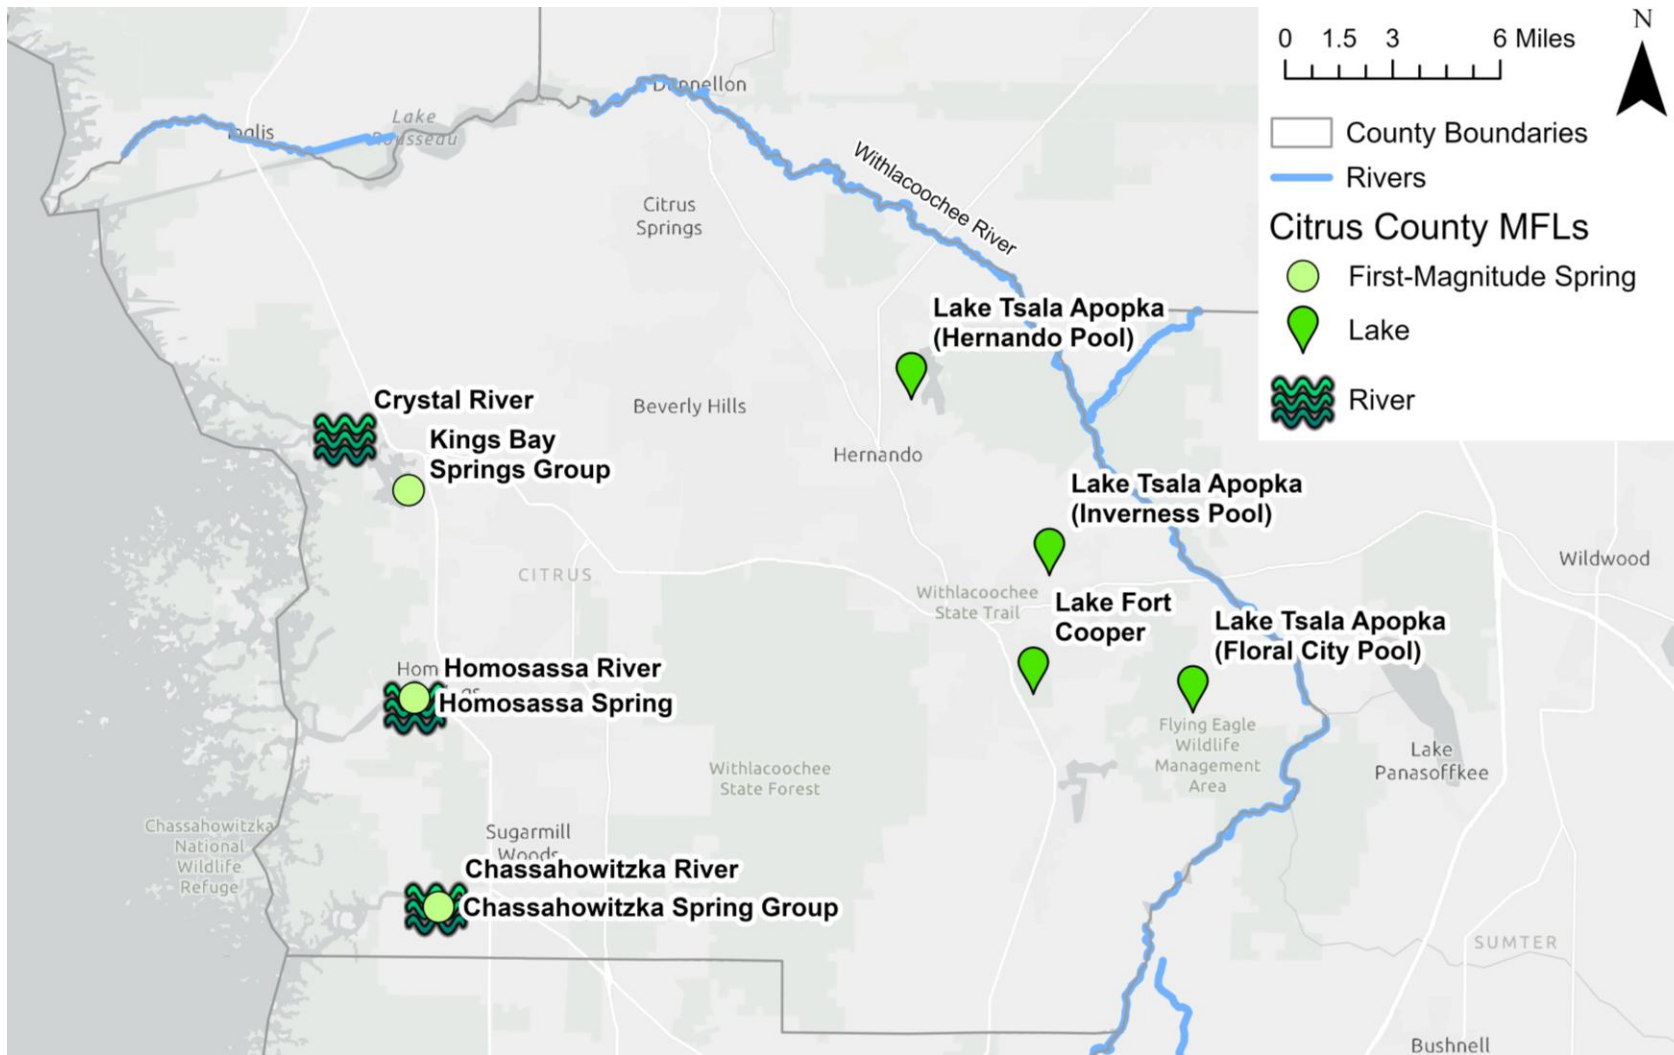 N
0 1.5 3 6 Miles
County Boundaries
Rivers
Citrus County MFLs
First-Magnitude Spring
Lake
River
Dunnellon
Inglis
Lake
Rousseau
Withlacoochee River
Citrus
Springs
Lake Tsala Apopka
(Hernando Pool)
Crystal River
Beverly Hills
Kings Bay
Springs Group
Hernando
Lake Tsala Apopka
(Inverness Pool)
Wildwood
CITRUS
Withlacoochee
State Trail
Lake Fort
Cooper
Lake Tsala Apopka
(Floral City Pool)
Homosassa River
Homosassa Spring
Flying Eagle
Wildlife
Management
Area
Lake
Panasoffkee
Withlacoochee
State Forest
Chassahowitzka
National
Wildlife
Refuge
Sugarmill
Woods
Chassahowitzka River
Chassahowitzka Spring Group
SUMTER
Bushnell